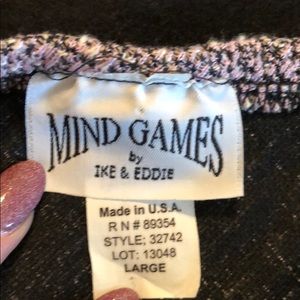 MIND GAMES
by
IKE & EDDIE
Made in U.S.A.
R N # 89354
STYLE; 32742
LOT: 13048
LARGE